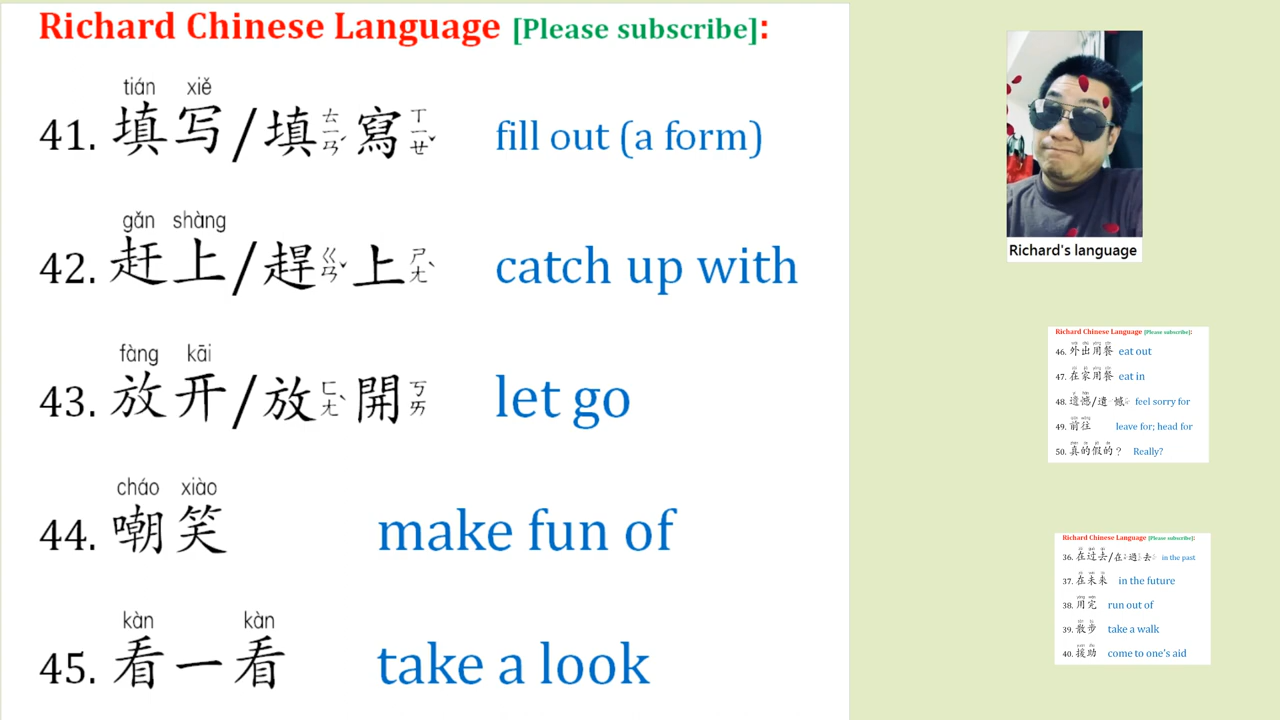 Richard Chinese Language [Please subscribe]:
tián xiě
41. 填写/填ㄊㄧㄢˊ寫ㄒㄧㄝˇ fill out (a form)
gǎn shàng
42. 赶上/趕ㄍㄢˇ上ㄕㄤˋ catch up with
fàng kāi
43. 放开/放ㄈㄤˋ開ㄎㄞ let go
cháo xiào
44. 嘲笑 make fun of
kàn kàn
45. 看一看 take a look
Richard's language
Richard Chinese Language [Please subscribe]:
46. 外出用餐 eat out
47. 在家用餐 eat in
48. 遗憾/遺憾 feel sorry for
49. 前往 leave for; head for
50. 真的假的？ Really?
Richard Chinese Language [Please subscribe]:
36. 在过去/在過去 in the past
37. 在未来 in the future
38. 用完 run out of
39. 散步 take a walk
40. 援助 come to one's aid